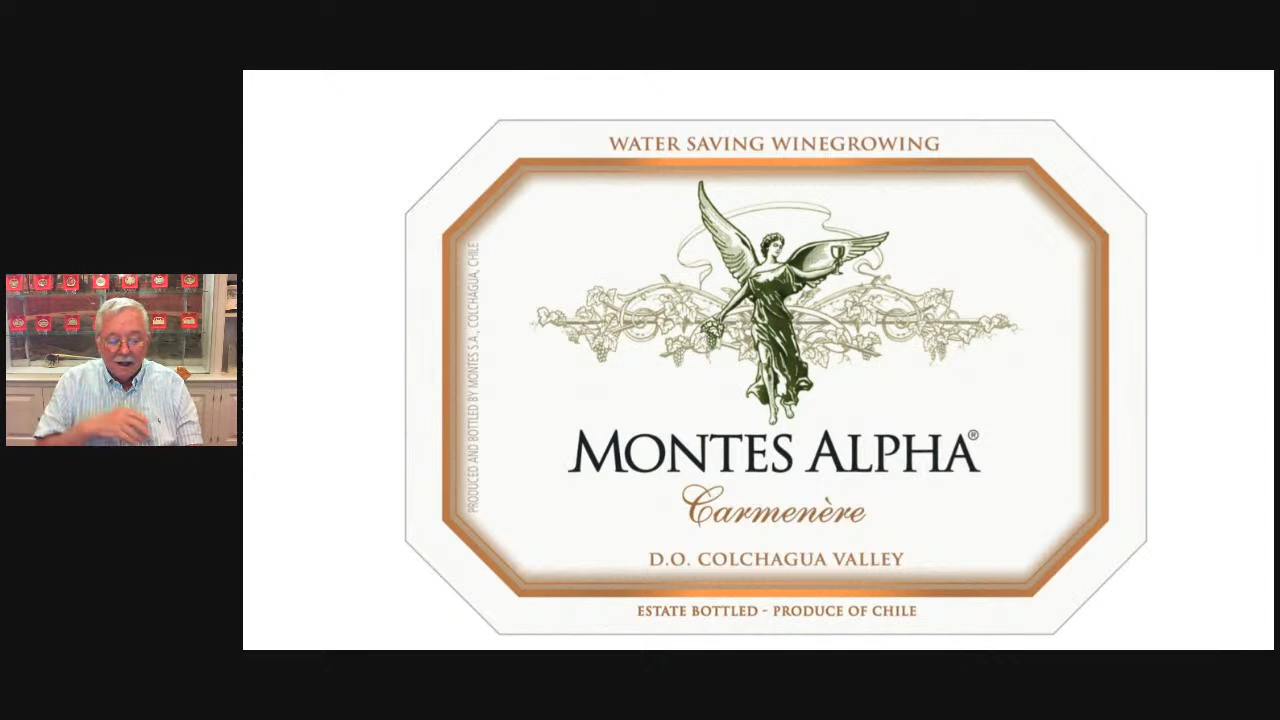 WATER SAVING WINEGROWING
PRODUCED AND BOTTLED BY MONTES S.A., COLCHAGUA, CHILE
MONTES ALPHA®
Carmenère
D.O. COLCHAGUA VALLEY
ESTATE BOTTLED - PRODUCE OF CHILE